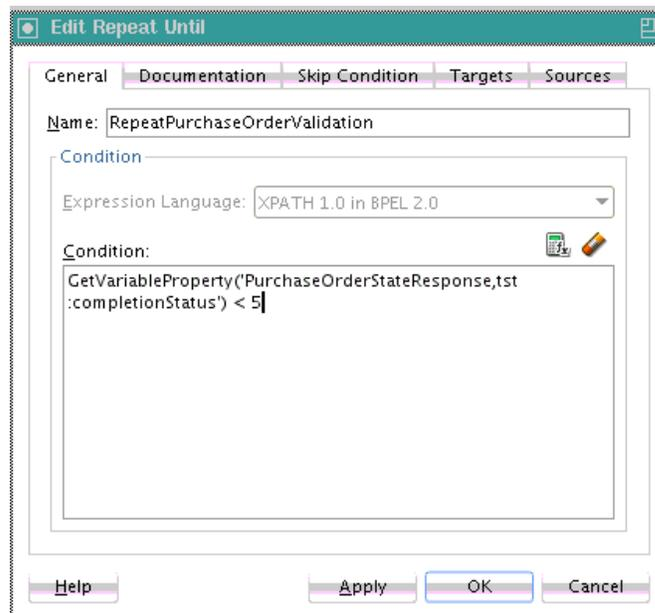 Edit Repeat Until
General Documentation Skip Condition Targets Sources
Name: RepeatPurchaseOrderValidation
Condition
Expression Language: XPATH 1.0 in BPEL 2.0
Condition:
GetVariableProperty('PurchaseOrderStateResponse,tst
:completionStatus') < 5
Help Apply OK Cancel